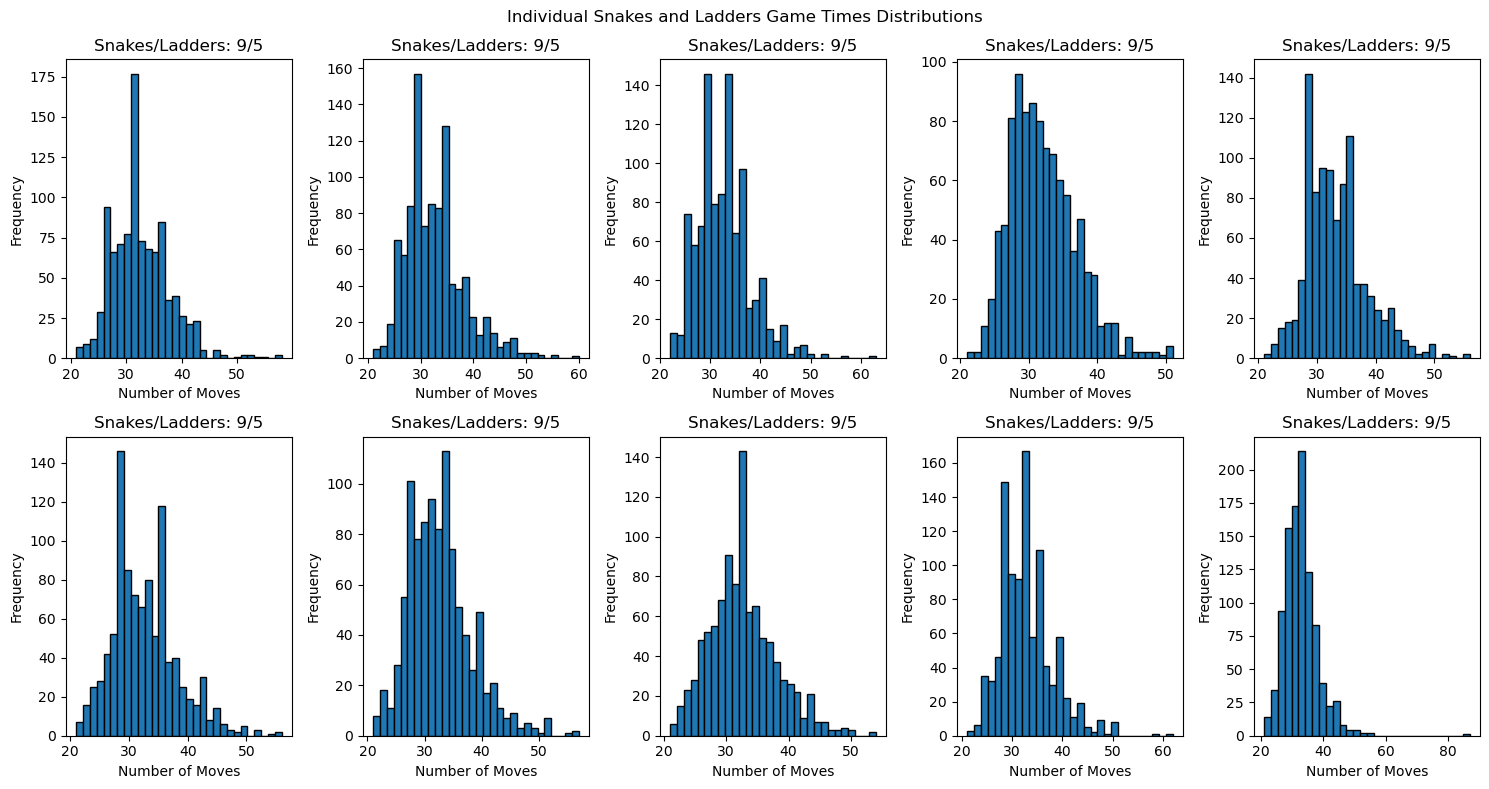 Individual Snakes and Ladders Game Times Distributions
Snakes/Ladders: 9/5 Snakes/Ladders: 9/5 Snakes/Ladders: 9/5 Snakes/Ladders: 9/5 Snakes/Ladders: 9/5
Frequency
175
150
125
100
75
50
25
0
20 30 40 50
Number of Moves
Frequency
160
140
120
100
80
60
40
20
0
20 30 40 50 60
Number of Moves
Frequency
140
120
100
80
60
40
20
0
20 30 40 50 60
Number of Moves
Frequency
100
80
60
40
20
0
20 30 40 50
Number of Moves
Frequency
140
120
100
80
60
40
20
0
20 30 40 50
Number of Moves
Snakes/Ladders: 9/5 Snakes/Ladders: 9/5 Snakes/Ladders: 9/5 Snakes/Ladders: 9/5 Snakes/Ladders: 9/5
Frequency
140
120
100
80
60
40
20
0
20 30 40 50
Number of Moves
Frequency
100
80
60
40
20
0
20 30 40 50
Number of Moves
Frequency
140
120
100
80
60
40
20
0
20 30 40 50
Number of Moves
Frequency
160
140
120
100
80
60
40
20
0
20 30 40 50 60
Number of Moves
Frequency
200
175
150
125
100
75
50
25
0
20 40 60 80
Number of Moves